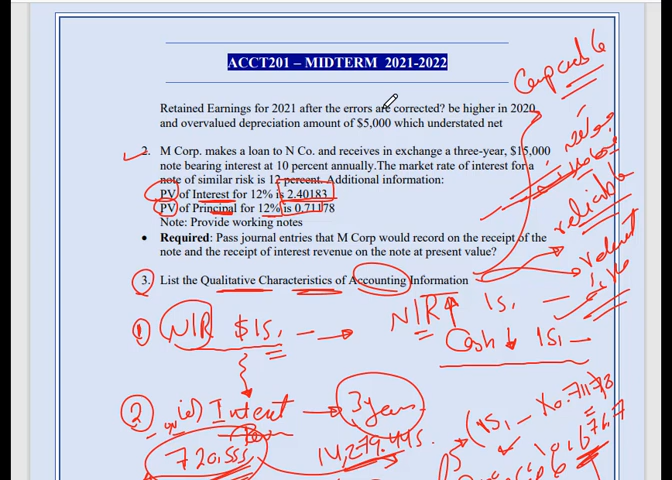 ACCT201 – MIDTERM 2021-2022
Retained Earnings for 2021 after the errors are corrected? be higher in 2020
and overvalued depreciation amount of $5,000 which understated net
2. M Corp. makes a loan to N Co. and receives in exchange a three-year, $15,000
note bearing interest at 10 percent annually. The market rate of interest for a
note of similar risk is 12 percent. Additional information:
PV of Interest for 12% is 2.40183
PV of Principal for 12% is 0.71178
Note: Provide working notes
• Required: Pass journal entries that M Corp would record on the receipt of the
note and the receipt of interest revenue on the note at present value?
3. List the Qualitative Characteristics of Accounting Information
reliable
① N/R $15,
N/R 15,
Cash 15,
②
3 years
720.555
14,279.445